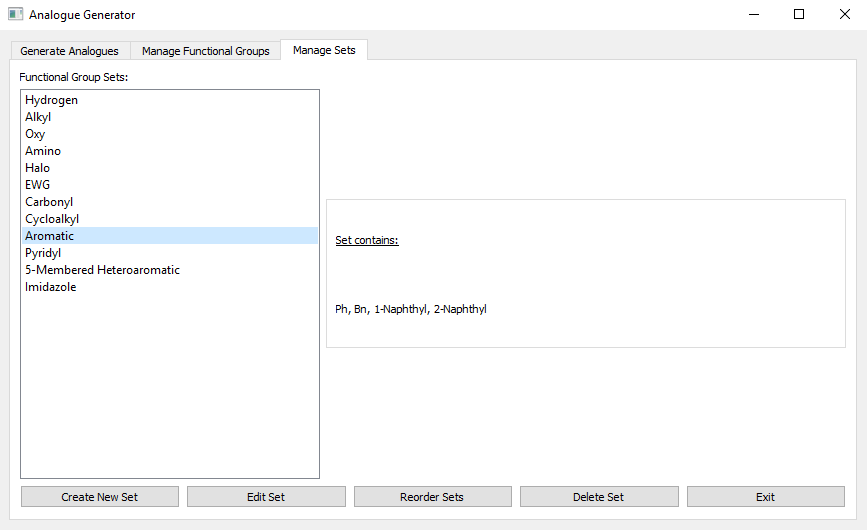 Analogue Generator
Generate Analogues Manage Functional Groups Manage Sets
Functional Group Sets:
Hydrogen
Alkyl
Oxy
Amino
Halo
EWG
Carbonyl
Cycloalkyl
Aromatic
Pyridyl
5-Membered Heteroaromatic
Imidazole
Set contains:
Ph, Bn, 1-Naphthyl, 2-Naphthyl
Create New Set Edit Set Reorder Sets Delete Set Exit